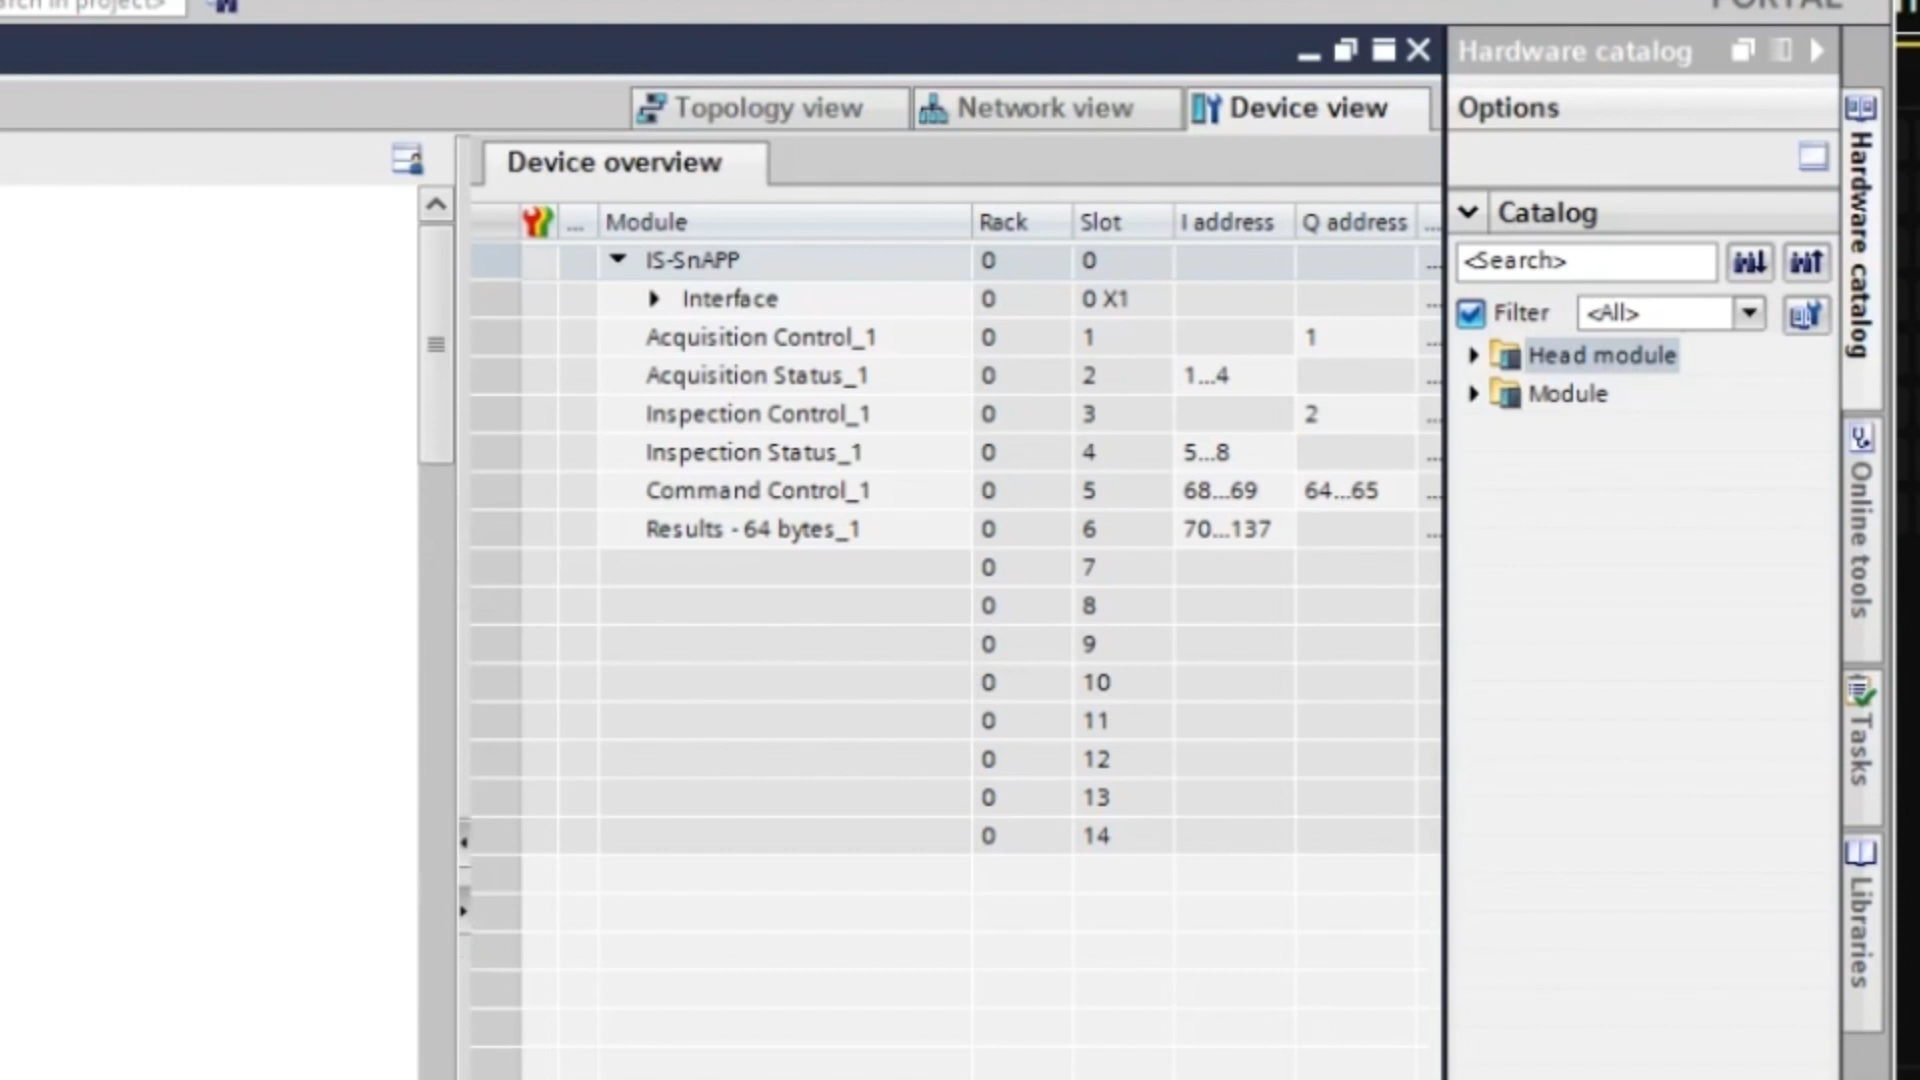 Topology view
Network view
Device view
Hardware catalog
Options
Device overview
... Module Rack Slot I address Q address ...
IS-SnAPP 0 0 ...
Interface 0 0 X1 ...
Acquisition Control_1 0 1 1 ...
Acquisition Status_1 0 2 1...4 ...
Inspection Control_1 0 3 2 ...
Inspection Status_1 0 4 5...8 ...
Command Control_1 0 5 68...69 64...65 ...
Results - 64 bytes_1 0 6 70...137 ...
0 7
0 8
0 9
0 10
0 11
0 12
0 13
0 14
Catalog
<Search>
Filter <All>
Head module
Module
Hardware catalog
Online tools
Tasks
Libraries